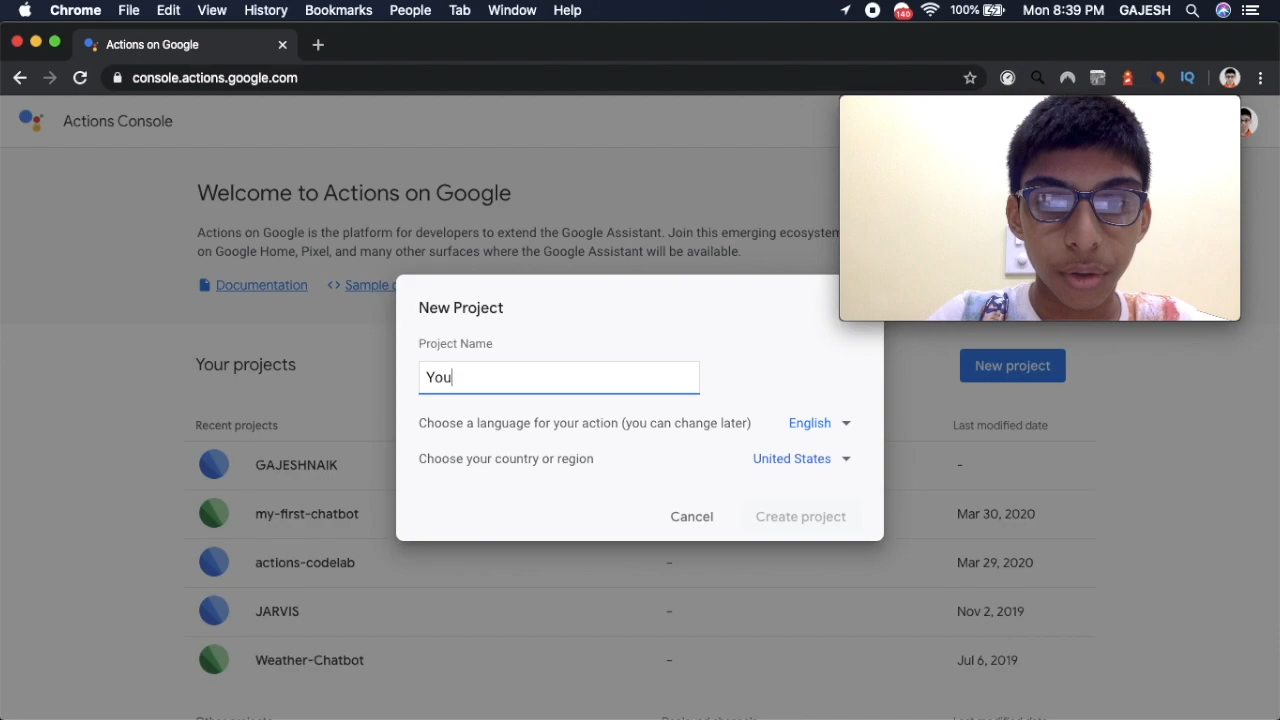 Chrome File Edit View History Bookmarks People Tab Window Help 140 100% Mon 8:39 PM GAJESH
Actions on Google
console.actions.google.com IQ
Actions Console
Welcome to Actions on Google
Actions on Google is the platform for developers to extend the Google Assistant. Join this emerging ecosystem
on Google Home, Pixel, and many other surfaces where the Google Assistant will be available.
Documentation <> Sample
New Project
Project Name
You
Choose a language for your action (you can change later) English
Choose your country or region United States
Cancel Create project
Your projects New project
Recent projects Last modified date
GAJESHNAIK -
my-first-chatbot Mar 30, 2020
actions-codelab - Mar 29, 2020
JARVIS - Nov 2, 2019
Weather-Chatbot - Jul 6, 2019